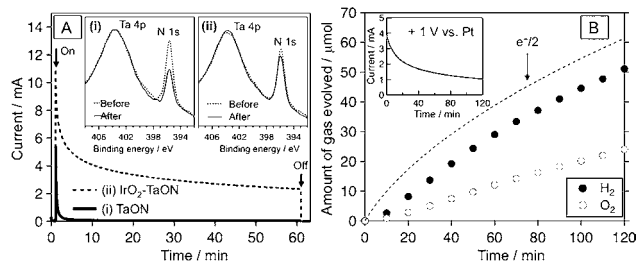 A
On
(i) Ta 4p
N 1s
Before
After
406 402 398 394
Binding energy / eV
(ii) Ta 4p
N 1s
Before
After
406 402 398 394
Binding energy / eV
Off
(ii) IrO2-TaON
(i) TaON
Current / mA
14
12
10
8
6
4
2
0
0 10 20 30 40 50 60
Time / min
B
+ 1 V vs. Pt
Current / mA
5
4
3
2
1
0
0 40 80 120
Time / min
e⁻/2
H2
O2
Amount of gas evolved / μmol
70
60
50
40
30
20
10
0
0 20 40 60 80 100 120
Time / min